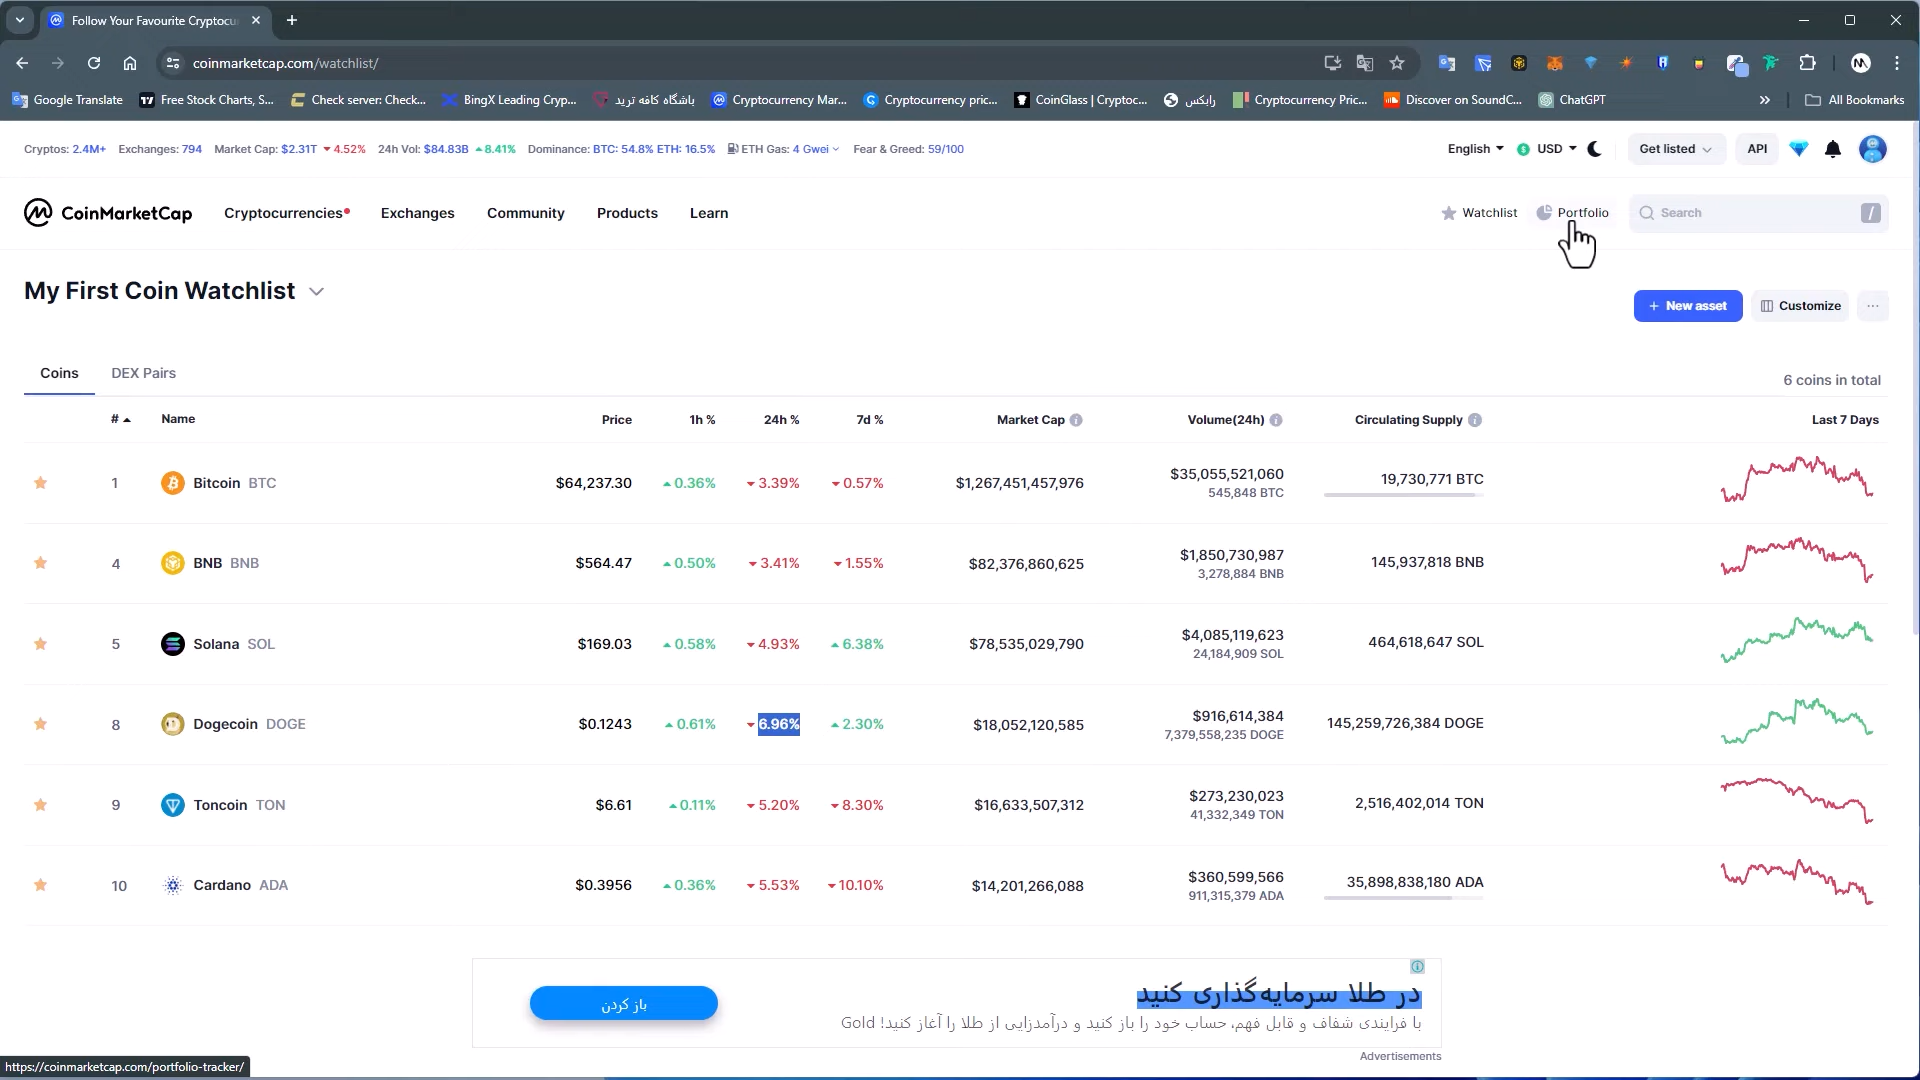 Follow Your Favourite Cryptocu
coinmarketcap.com/watchlist/
Google Translate Free Stock Charts, S... Check server: Check... BingX Leading Cryp... باشگاه کافه ترید Cryptocurrency Mar... Cryptocurrency pric... CoinGlass | Cryptoc... رابکس Cryptocurrency Pric... Discover on SoundC... ChatGPT » All Bookmarks
Cryptos: 2.4M+ Exchanges: 794 Market Cap: $2.31T 4.52% 24h Vol: $84.83B 8.41% Dominance: BTC: 54.8% ETH: 16.5% ETH Gas: 4 Gwei Fear & Greed: 59/100 English USD Get listed API
CoinMarketCap Cryptocurrencies Exchanges Community Products Learn Watchlist Portfolio Search /
My First Coin Watchlist
+ New asset Customize ...
Coins DEX Pairs
6 coins in total
# Name Price 1h % 24h % 7d % Market Cap Volume(24h) Circulating Supply Last 7 Days
1 Bitcoin BTC $64,237.30 0.36% 3.39% 0.57% $1,267,451,457,976 $35,055,521,060 19,730,771 BTC
545,848 BTC
4 BNB BNB $564.47 0.50% 3.41% 1.55% $82,376,860,625 $1,850,730,987 145,937,818 BNB
3,278,884 BNB
5 Solana SOL $169.03 0.58% 4.93% 6.38% $78,535,029,790 $4,085,119,623 464,618,647 SOL
24,184,909 SOL
8 Dogecoin DOGE $0.1243 0.61% 6.96% 2.30% $18,052,120,585 $916,614,384 145,259,726,384 DOGE
7,379,558,235 DOGE
9 Toncoin TON $6.61 0.11% 5.20% 8.30% $16,633,507,312 $273,230,023 2,516,402,014 TON
41,332,349 TON
10 Cardano ADA $0.3956 0.36% 5.53% 10.10% $14,201,266,088 $360,599,566 35,898,838,180 ADA
911,315,379 ADA
در طلا سرمایه‌گذاری کنید
باز کردن
با فرایندی شفاف و قابل فهم، حساب خود را باز کنید و درآمدزایی از طلا را آغاز کنید! Gold
Advertisements
https://coinmarketcap.com/portfolio-tracker/